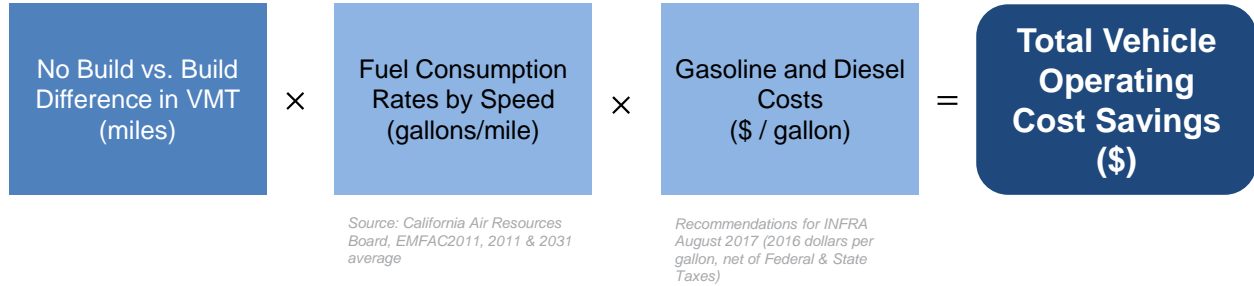 No Build vs. Build
Difference in VMT
(miles)
×
Fuel Consumption
Rates by Speed
(gallons/mile)
×
Gasoline and Diesel
Costs
($ / gallon)
=
Total Vehicle
Operating
Cost Savings
($)
Source: California Air Resources
Board, EMFAC2011, 2011 & 2031
average
Recommendations for INFRA
August 2017 (2016 dollars per
gallon, net of Federal & State
Taxes)